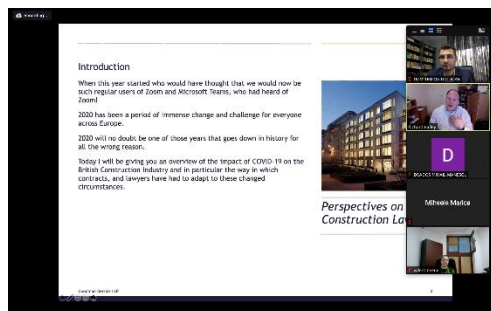 Recording...
Introduction
When this year started who would have thought that we would now be
such regular users of Zoom and Microsoft Teams, who had heard of
Zoom!
2020 has been a period of immense change and challenge for everyone
across Europe.
2020 will no doubt be one of those years that goes down in history for
all the wrong reason.
Today I will be giving you an overview of the impact of COVID-19 on the
British Construction Industry and in particular the way in which
contracts, and lawyers have had to adapt to these changed
circumstances.
Perspectives on
Construction La
D
Mihaela Marica